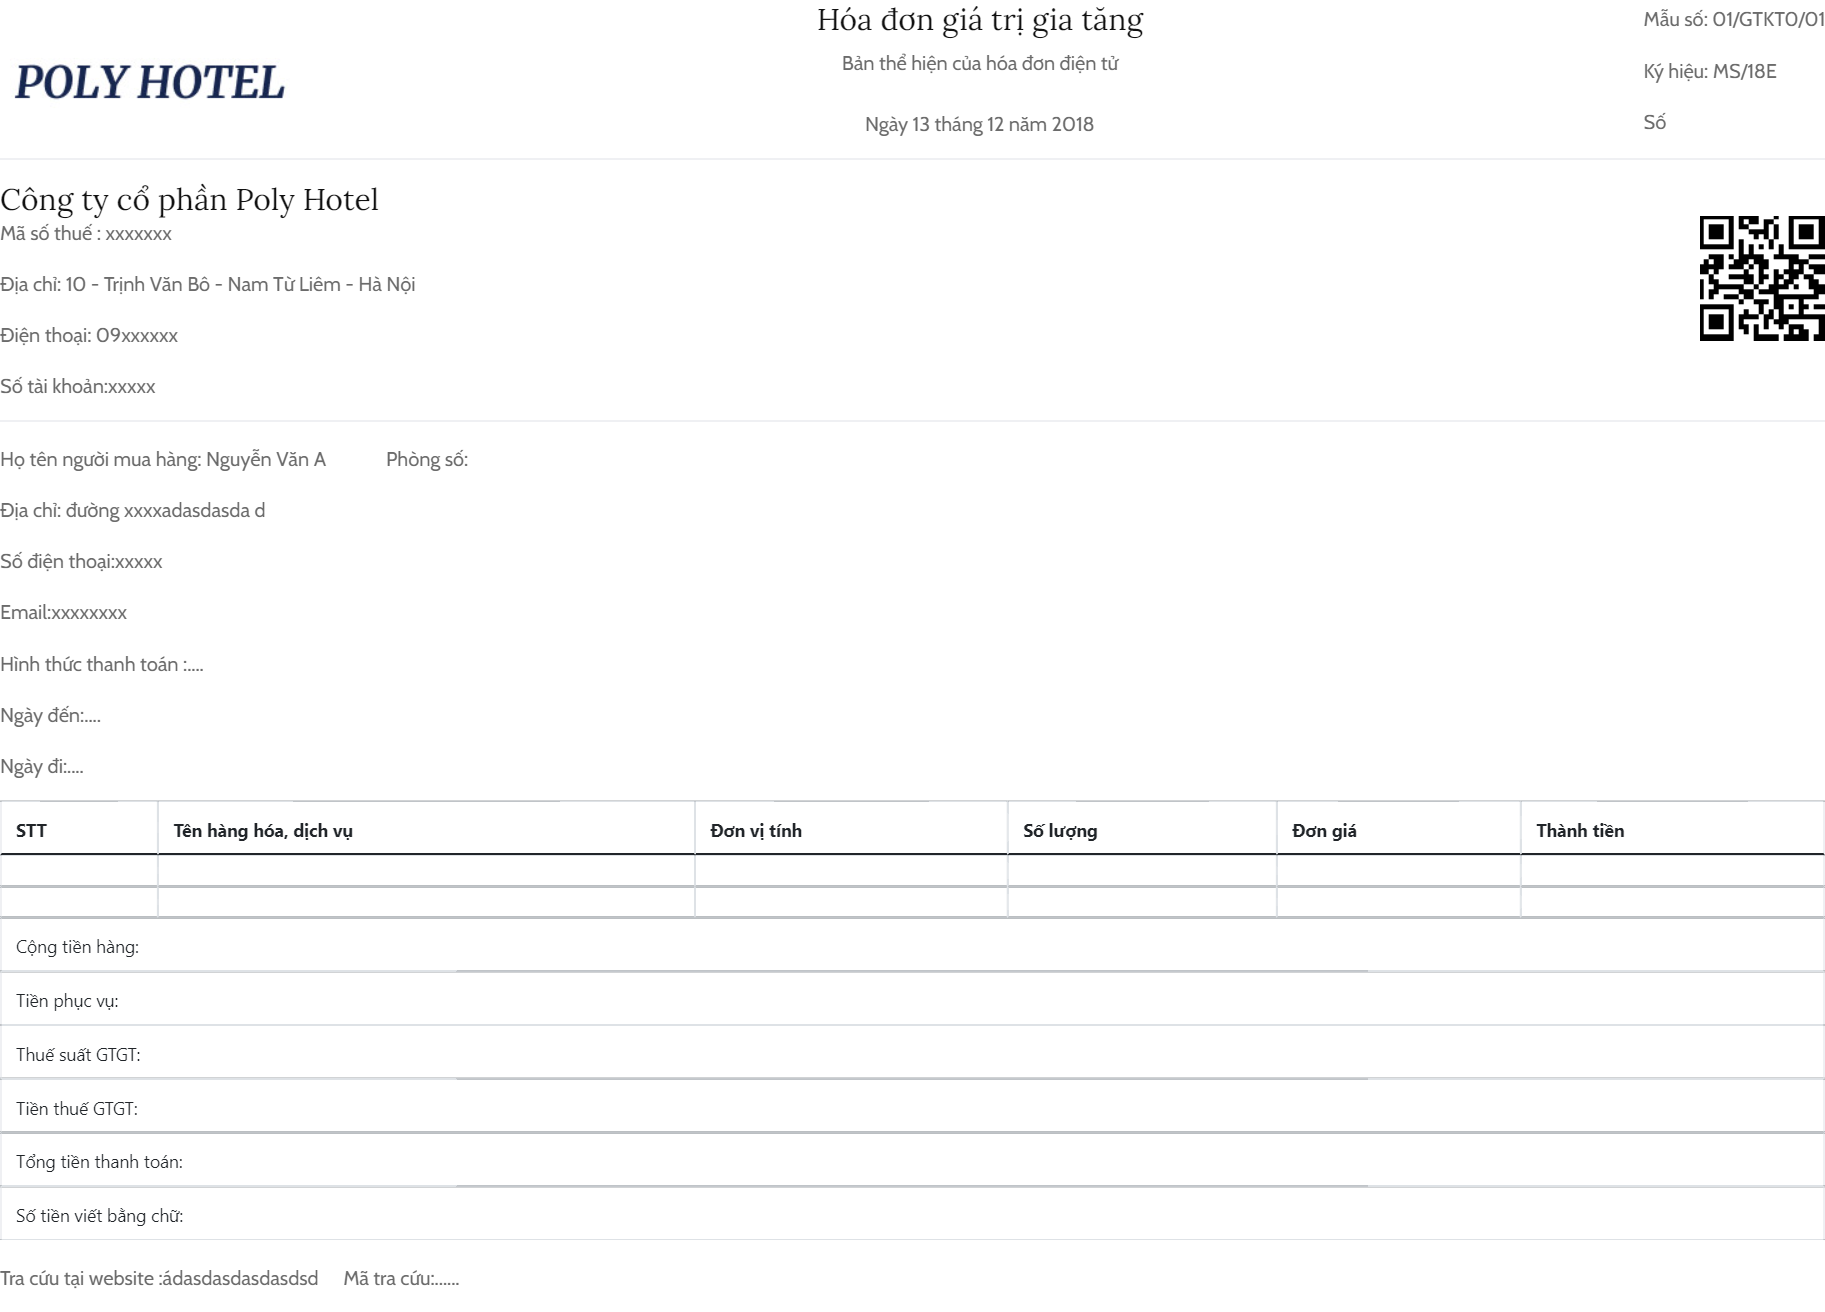 POLY HOTEL
Hóa đơn giá trị gia tăng
Bản thể hiện của hóa đơn điện tử
Ngày 13 tháng 12 năm 2018
Mẫu số: 01/GTKT0/01
Ký hiệu: MS/18E
Số
Công ty cổ phần Poly Hotel
Mã số thuế : xxxxxxx
Địa chỉ: 10 - Trịnh Văn Bô - Nam Từ Liêm - Hà Nội
Điện thoại: 09xxxxxx
Số tài khoản:xxxxx
Họ tên người mua hàng: Nguyễn Văn A Phòng số:
Địa chỉ: đường xxxxadasdasda d
Số điện thoại:xxxxx
Email:xxxxxxxx
Hình thức thanh toán :....
Ngày đến:....
Ngày đi:....
STT Tên hàng hóa, dịch vụ Đơn vị tính Số lượng Đơn giá Thành tiền
Cộng tiền hàng:
Tiền phục vụ:
Thuế suất GTGT:
Tiền thuế GTGT:
Tổng tiền thanh toán:
Số tiền viết bằng chữ:
Tra cứu tại website :ádasdasdasdasdsd Mã tra cứu:......